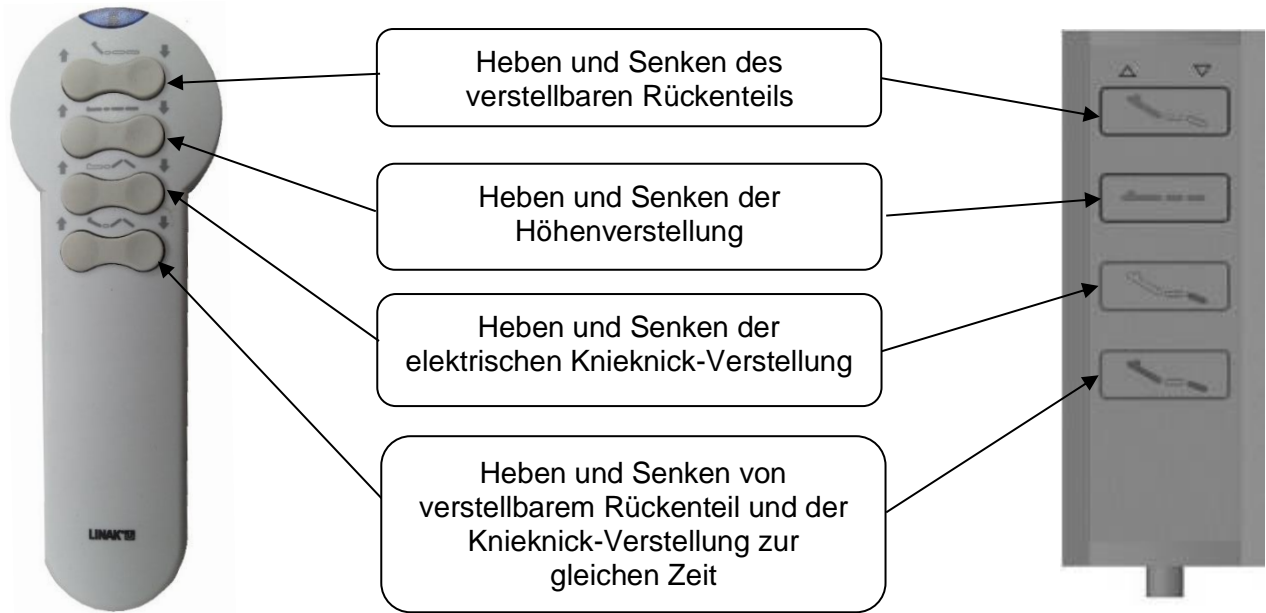 Heben und Senken des
verstellbaren Rückenteils
Heben und Senken der
Höhenverstellung
Heben und Senken der
elektrischen Knieknick-Verstellung
Heben und Senken von
verstellbarem Rückenteil und der
Knieknick-Verstellung zur
gleichen Zeit
LINAK